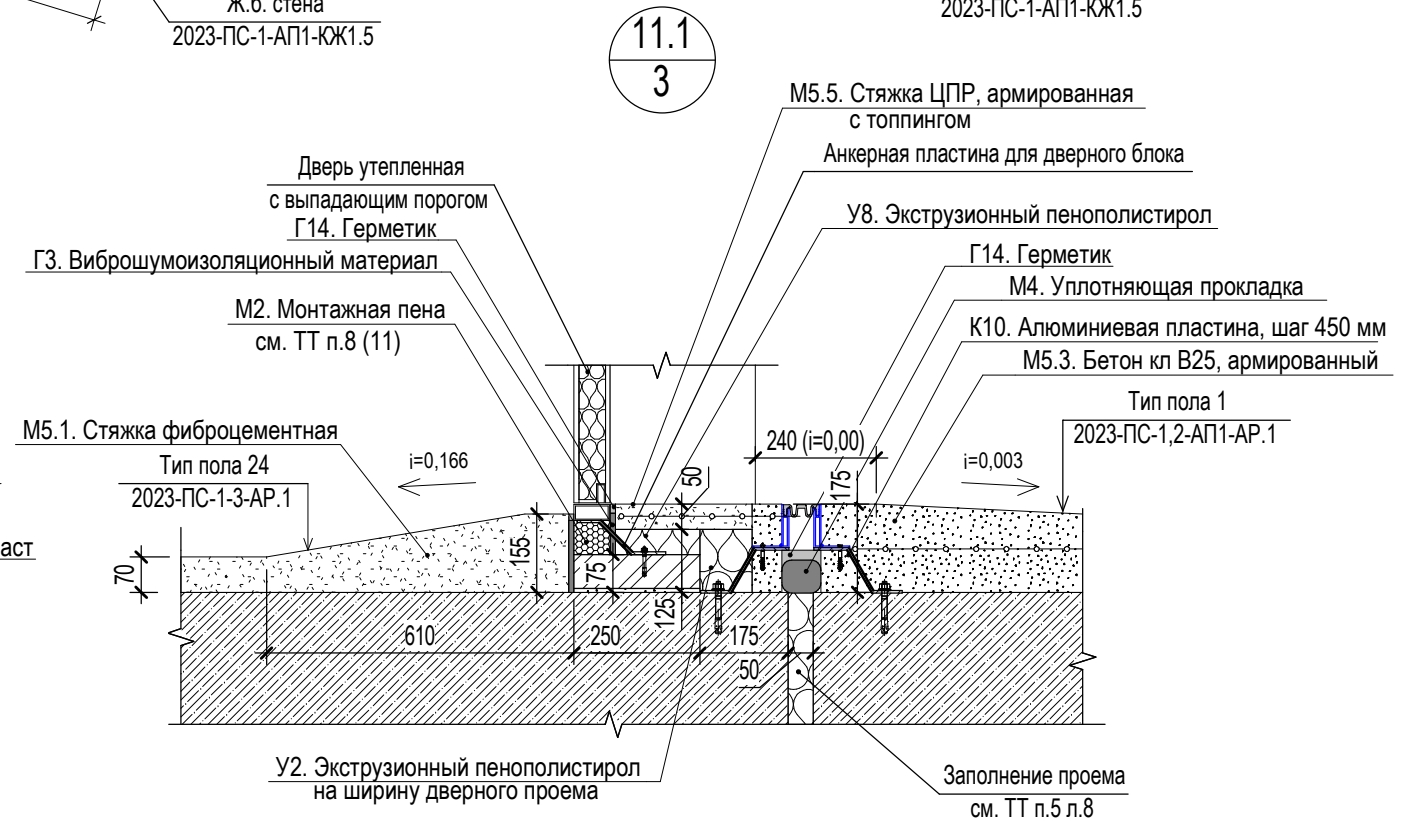 Ж.б. стена
2023-ПС-1-АП1-КЖ1.5
2023-ПС-1-АП1-КЖ1.5
11.1
3
М5.5. Стяжка ЦПР, армированная
с топпингом
Анкерная пластина для дверного блока
Дверь утепленная
с выпадающим порогом
У8. Экструзионный пенополистирол
Г14. Герметик
Г14. Герметик
Г3. Виброшумоизоляционный материал
М4. Уплотняющая прокладка
М2. Монтажная пена
см. ТТ п.8 (11)
К10. Алюминиевая пластина, шаг 450 мм
М5.3. Бетон кл В25, армированный
Тип пола 1
2023-ПС-1,2-АП1-АР.1
М5.1. Стяжка фиброцементная
Тип пола 24
2023-ПС-1-3-АР.1
i=0,166
240 (i=0,00)
i=0,003
50
175
аст
70
155
75
125
610
250
175
50
У2. Экструзионный пенополистирол
на ширину дверного проема
Заполнение проема
см. ТТ п.5 л.8